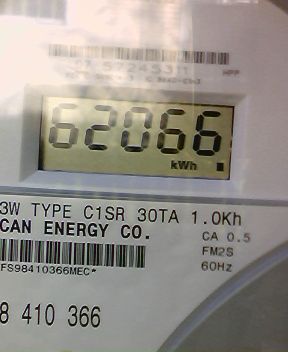 62066
kWh
3W TYPE C1SR 30TA 1.0Kh
CAN ENERGY CO.
CA 0.5
FM2S
60Hz
FS98410366MEC*
8 410 366